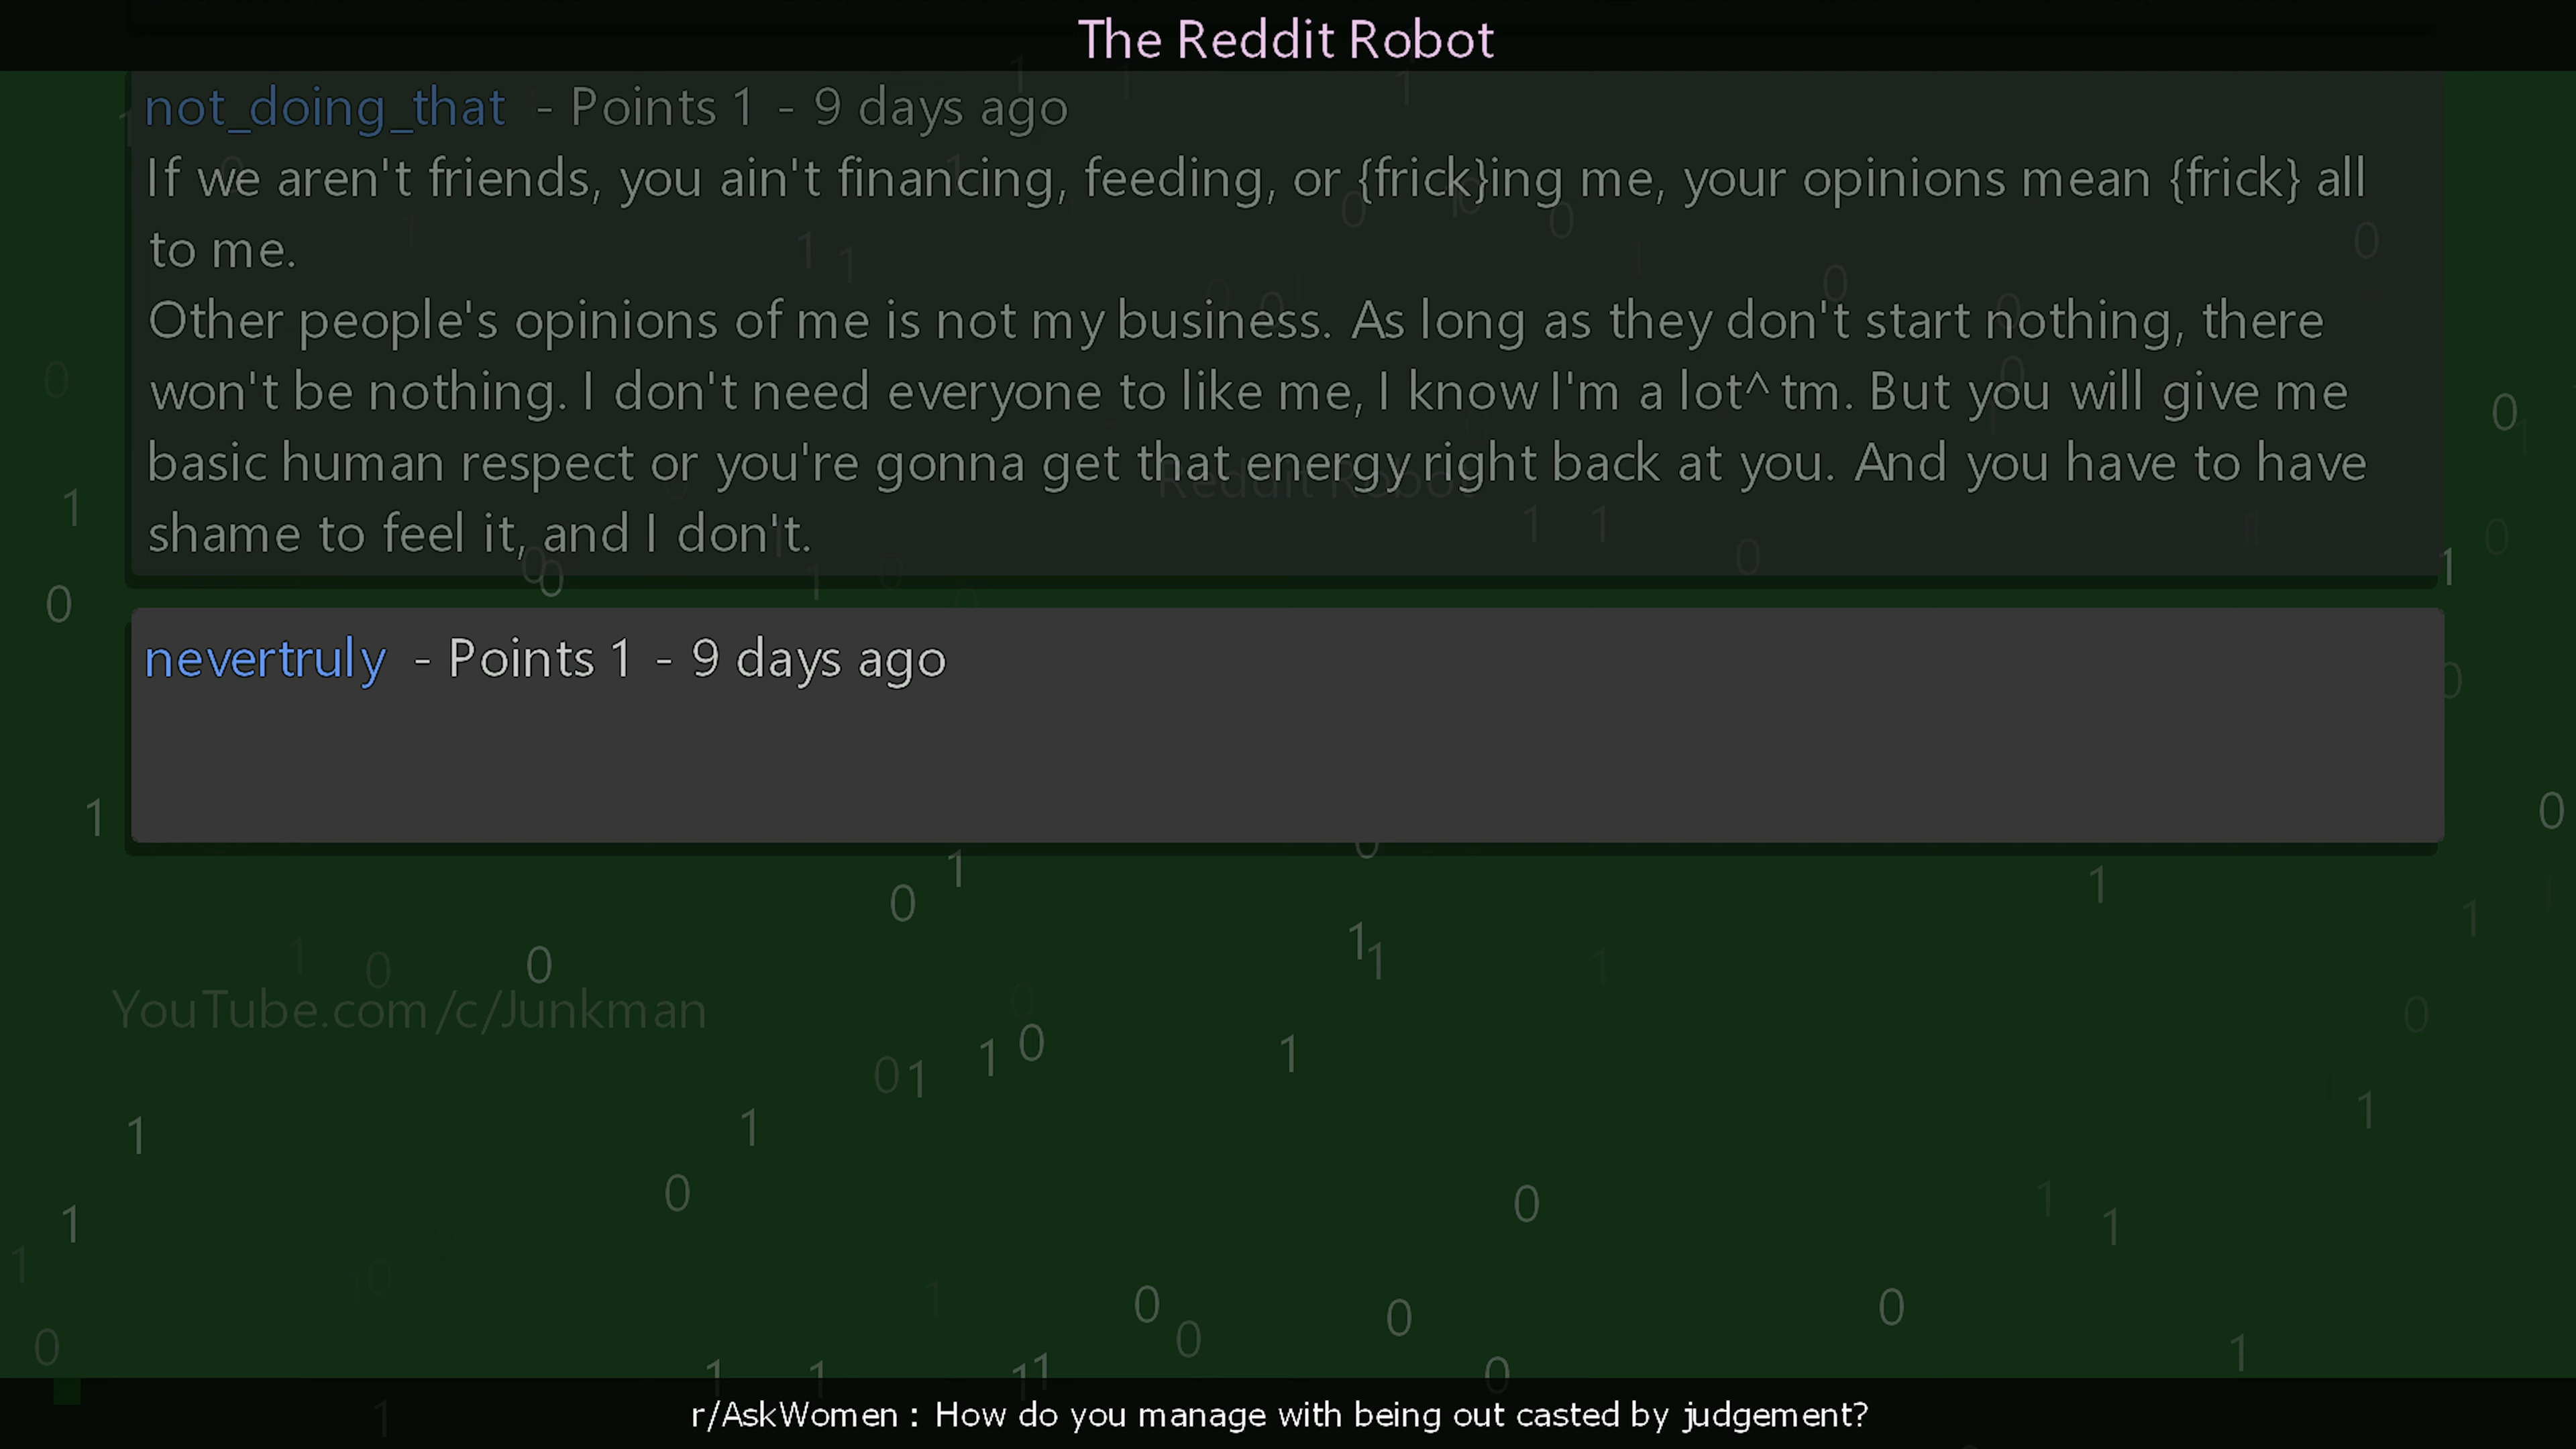 The Reddit Robot
not_doing_that - Points 1 - 9 days ago
If we aren't friends, you ain't financing, feeding, or {frick}ing me, your opinions mean {frick} all
to me.
Other people's opinions of me is not my business. As long as they don't start nothing, there
won't be nothing. I don't need everyone to like me, I know I'm a lot^tm. But you will give me
basic human respect or you're gonna get that energy right back at you. And you have to have
shame to feel it, and I don't.
Reddit Robot
nevertruly - Points 1 - 9 days ago
YouTube.com/c/Junkman
r/AskWomen : How do you manage with being out casted by judgement?